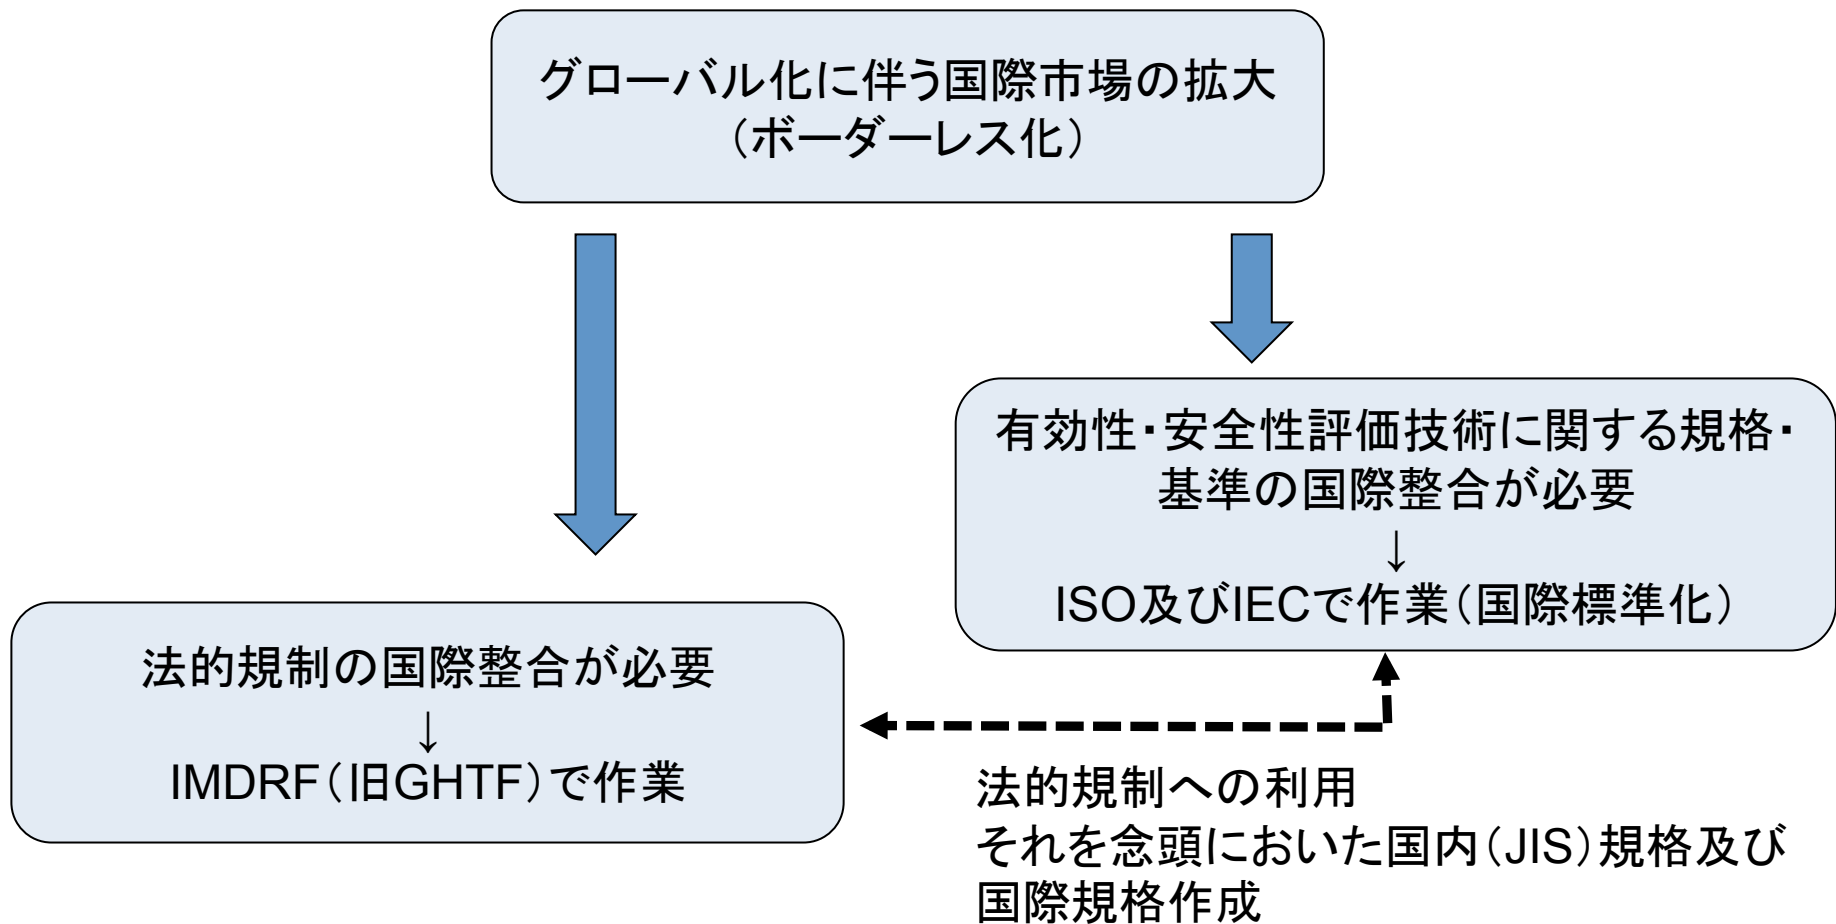 グローバル化に伴う国際市場の拡大
（ボーダーレス化）
有効性・安全性評価技術に関する規格・
基準の国際整合が必要
↓
ISO及びIECで作業（国際標準化）
法的規制の国際整合が必要
↓
IMDRF（旧GHTF）で作業
法的規制への利用
それを念頭においた国内（JIS）規格及び
国際規格作成